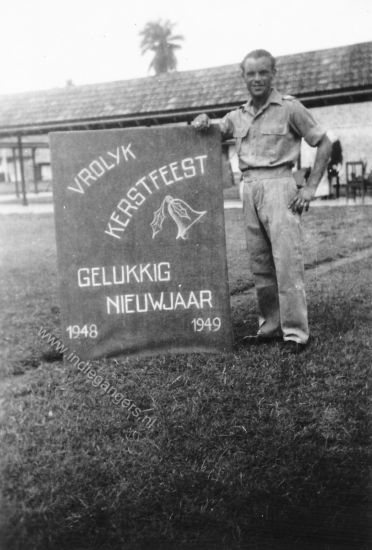 VROLYK
KERSTFEEST
GELUKKIG
NIEUWJAAR
1948 1949
www.indiegangers.nl